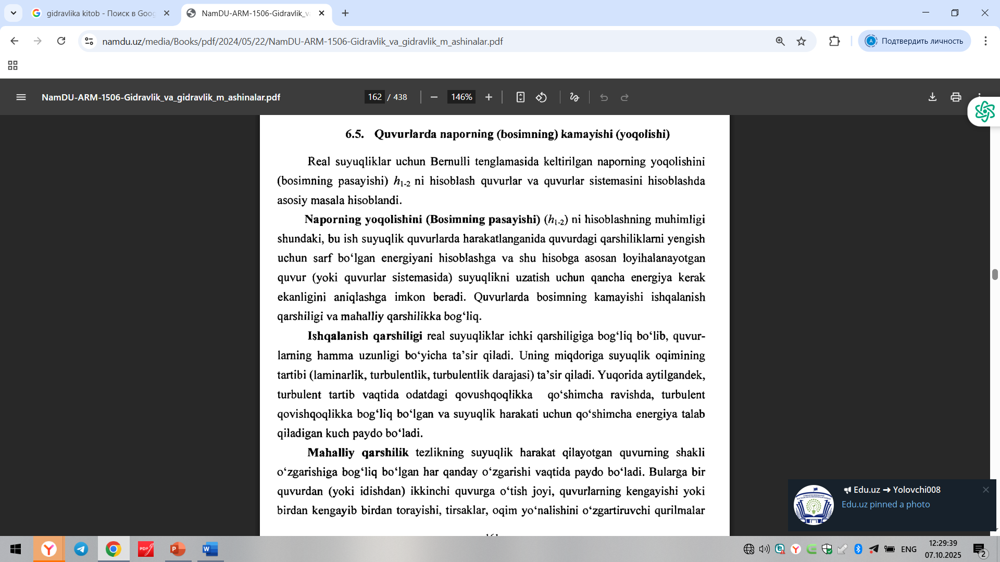 gidravlika kitob - Поиск в Goog
NamDU-ARM-1506-Gidravlik_va
namdu.uz/media/Books/pdf/2024/05/22/NamDU-ARM-1506-Gidravlik_va_gidravlik_m_ashinalar.pdf
Подтвердить личность
NamDU-ARM-1506-Gidravlik_va_gidravlik_m_ashinalar.pdf
162 / 438
146%
6.5. Quvurlarda naporning (bosimning) kamayishi (yoqolishi)
Real suyuqliklar uchun Bernulli tenglamasida keltirilgan naporning yoqolishini
(bosimning pasayishi) h1-2 ni hisoblash quvurlar va quvurlar sistemasini hisoblashda
asosiy masala hisoblandi.
Naporning yoqolishini (Bosimning pasayishi) (h1-2) ni hisoblashning muhimligi
shundaki, bu ish suyuqlik quvurlarda harakatlanganida quvurdagi qarshiliklarni yengish
uchun sarf bo‘lgan energiyani hisoblashga va shu hisobga asosan loyihalanayotgan
quvur (yoki quvurlar sistemasida) suyuqlikni uzatish uchun qancha energiya kerak
ekanligini aniqlashga imkon beradi. Quvurlarda bosimning kamayishi ishqalanish
qarshiligi va mahalliy qarshilikka bog‘liq.
Ishqalanish qarshiligi real suyuqliklar ichki qarshiligiga bog‘liq bo‘lib, quvur-
larning hamma uzunligi bo‘yicha ta’sir qiladi. Uning miqdoriga suyuqlik oqimining
tartibi (laminarlik, turbulentlik, turbulentlik darajasi) ta’sir qiladi. Yuqorida aytilgandek,
turbulent tartib vaqtida odatdagi qovushqoqlikka qo‘shimcha ravishda, turbulent
qovishqoqlikka bog‘liq bo‘lgan va suyuqlik harakati uchun qo‘shimcha energiya talab
qiladigan kuch paydo bo‘ladi.
Mahalliy qarshilik tezlikning suyuqlik harakat qilayotgan quvurning shakli
o‘zgarishiga bog‘liq bo‘lgan har qanday o‘zgarishi vaqtida paydo bo‘ladi. Bularga bir
quvurdan (yoki idishdan) ikkinchi quvurga o‘tish joyi, quvurlarning kengayishi yoki
birdan kengayib birdan torayishi, tirsaklar, oqim yo‘nalishini o‘zgartiruvchi qurilmalar
Edu.uz ➔ Yolovchi008
Edu.uz pinned a photo
ENG
12:29:39
07.10.2025
2